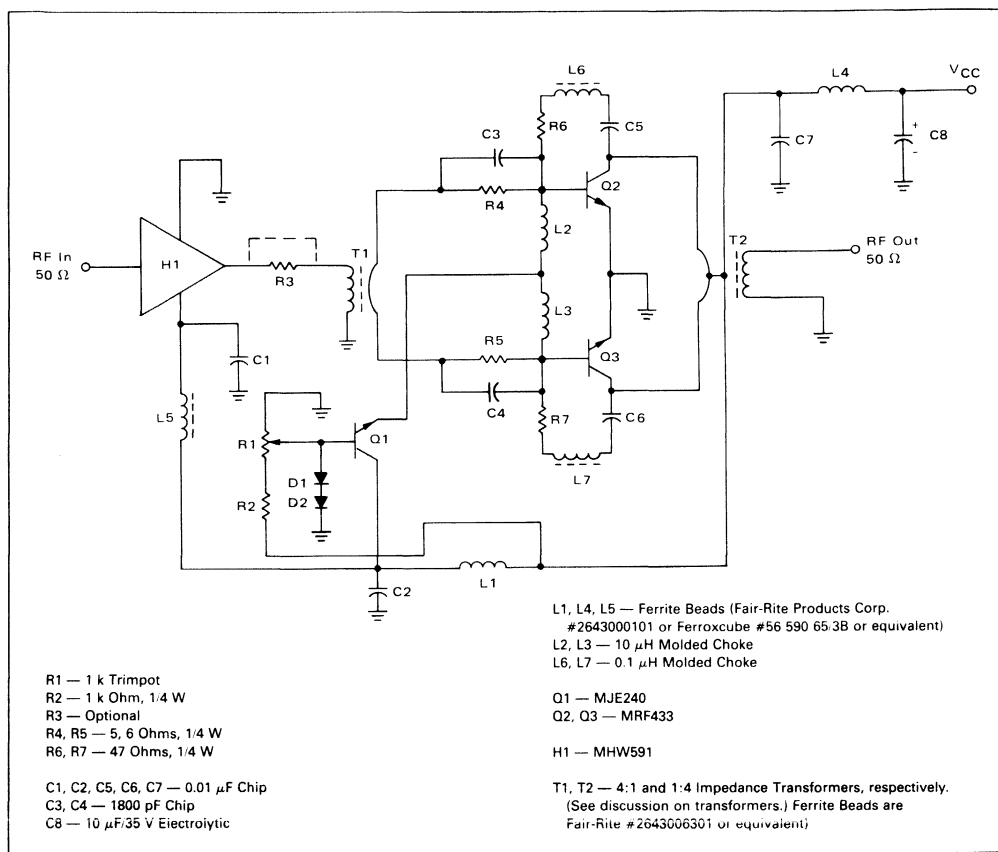 L6
L4
VCC
R6
C5
C3
C7
+
C8
-
Q2
R4
L2
RF In
50 Ω
H1
R3
T1
T2
RF Out
50 Ω
L3
R5
Q3
C1
C4
R7
C6
L5
R1
Q1
L7
D1
R2
D2
L1
C2
L1, L4, L5 — Ferrite Beads (Fair-Rite Products Corp.
#2643000101 or Ferroxcube #56 590 65/3B or equivalent)
L2, L3 — 10 μH Molded Choke
L6, L7 — 0.1 μH Molded Choke
Q1 — MJE240
Q2, Q3 — MRF433
H1 — MHW591
T1, T2 — 4:1 and 1:4 Impedance Transformers, respectively.
(See discussion on transformers.) Ferrite Beads are
Fair-Rite #2643006301 or equivalent)
R1 — 1 k Trimpot
R2 — 1 k Ohm, 1/4 W
R3 — Optional
R4, R5 — 5, 6 Ohms, 1/4 W
R6, R7 — 47 Ohms, 1/4 W
C1, C2, C5, C6, C7 — 0.01 μF Chip
C3, C4 — 1800 pF Chip
C8 — 10 μF/35 V Electrolytic